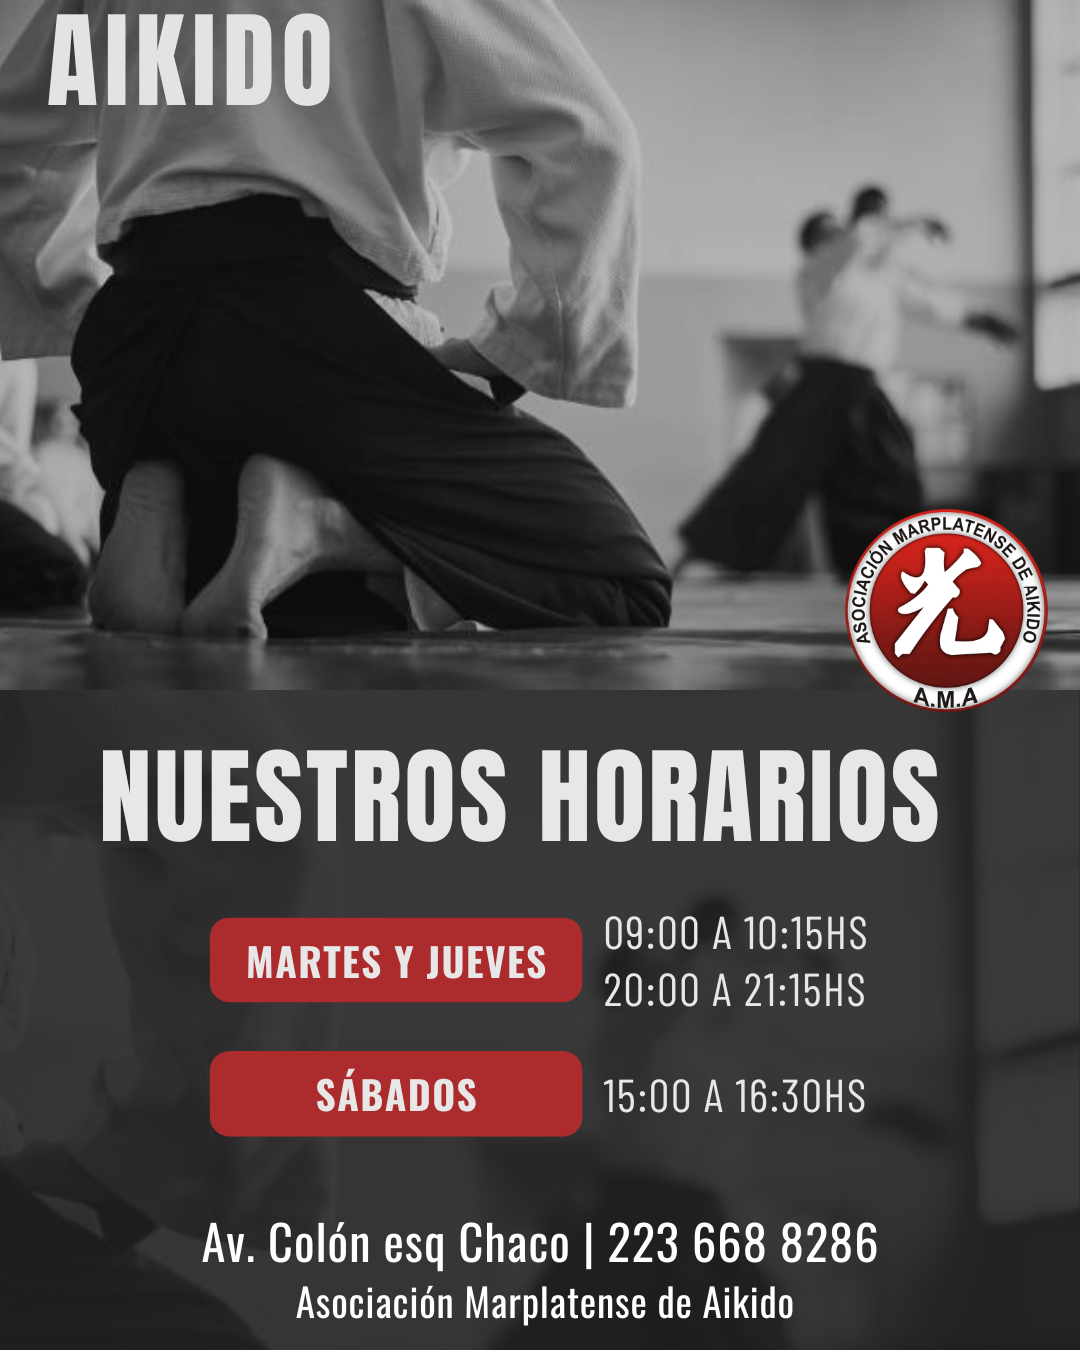 AIKIDO
ASOCIACIÓN MARPLATENSE DE AIKIDO
光
A.M.A
NUESTROS HORARIOS
MARTES Y JUEVES
09:00 A 10:15HS
20:00 A 21:15HS
SÁBADOS
15:00 A 16:30HS
Av. Colón esq Chaco | 223 668 8286
Asociación Marplatense de Aikido